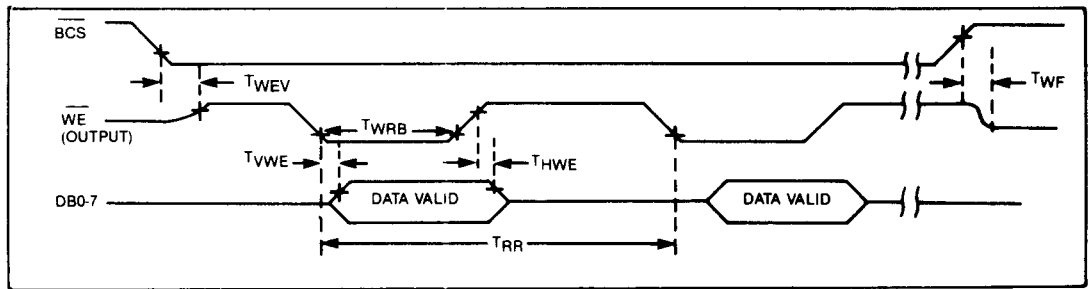 BCS
TWEV
TWF
WE
(OUTPUT)
TWRB
TVWE
THWE
DB0-7
DATA VALID
DATA VALID
TRR